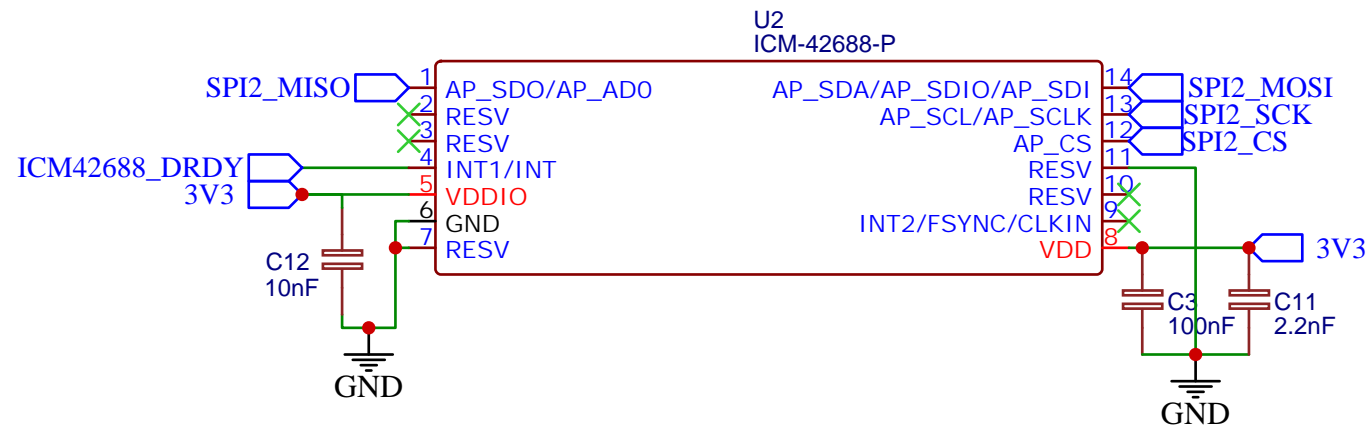 U2
ICM-42688-P
SPI2_MISO
1
AP_SDO/AP_AD0
AP_SDA/AP_SDIO/AP_SDI
14
SPI2_MOSI
2
RESV
AP_SCL/AP_SCLK
13
SPI2_SCK
3
RESV
AP_CS
12
SPI2_CS
ICM42688_DRDY
4
INT1/INT
RESV
11
3V3
5
VDDIO
RESV
10
6
GND
INT2/FSYNC/CLKIN
9
7
RESV
VDD
8
3V3
C12
10nF
C3
100nF
C11
2.2nF
GND
GND